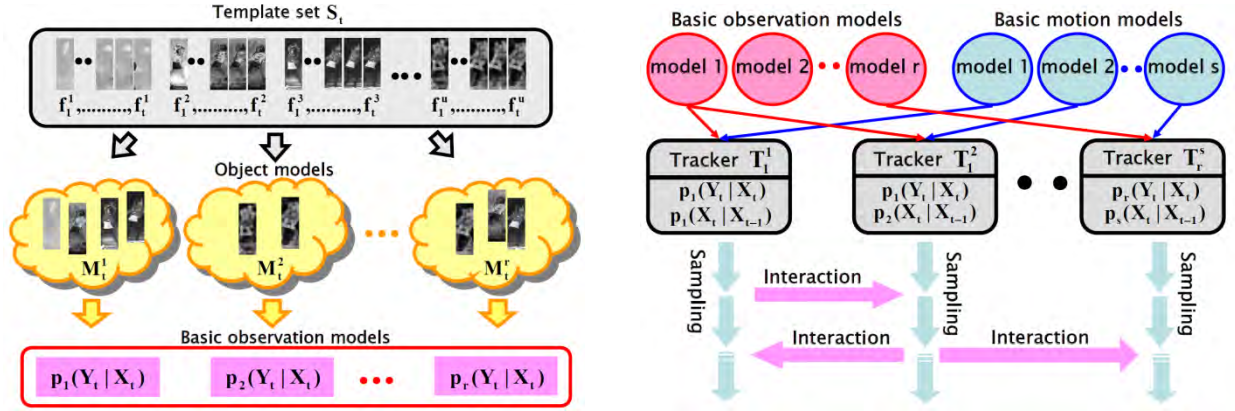 Template set S_t
f_1^1,..........,f_t^1 f_1^2,........,f_t^2 f_1^3,........,f_t^3 f_1^u,........,f_t^u
Object models
M_t^1 M_t^2 M_t^r
Basic observation models
p_1(Y_t | X_t) p_2(Y_t | X_t) p_r(Y_t | X_t)
Basic observation models Basic motion models
model 1 model 2 model r model 1 model 2 model s
Tracker T_1^1 Tracker T_1^2 Tracker T_r^s
p_1(Y_t | X_t) p_1(Y_t | X_t) p_r(Y_t | X_t)
p_1(X_t | X_{t-1}) p_2(X_t | X_{t-1}) p_s(X_t | X_{t-1})
Sampling Sampling Sampling
Interaction
Interaction Interaction